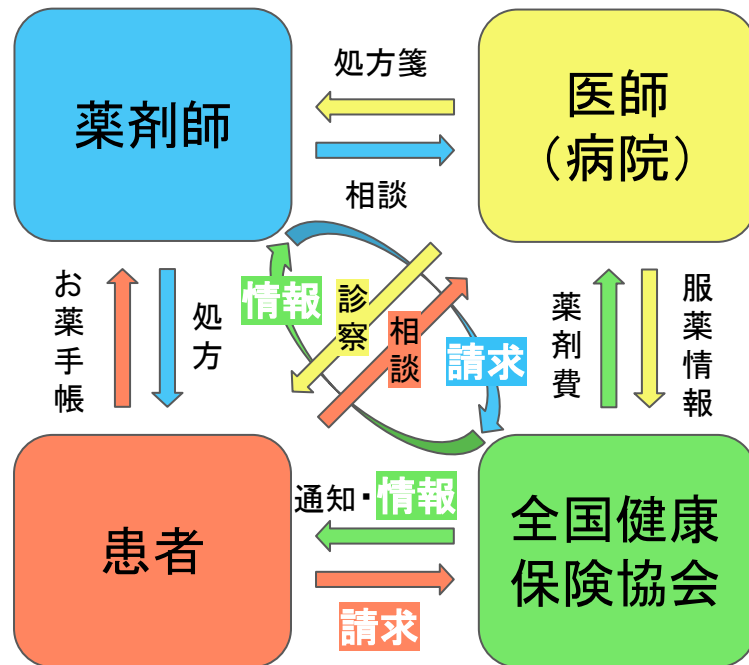 薬剤師
処方箋
相談
医師
（病院）
お薬手帳
処方
情報
診察
相談
請求
薬剤費
服薬情報
患者
通知・情報
請求
全国健康
保険協会